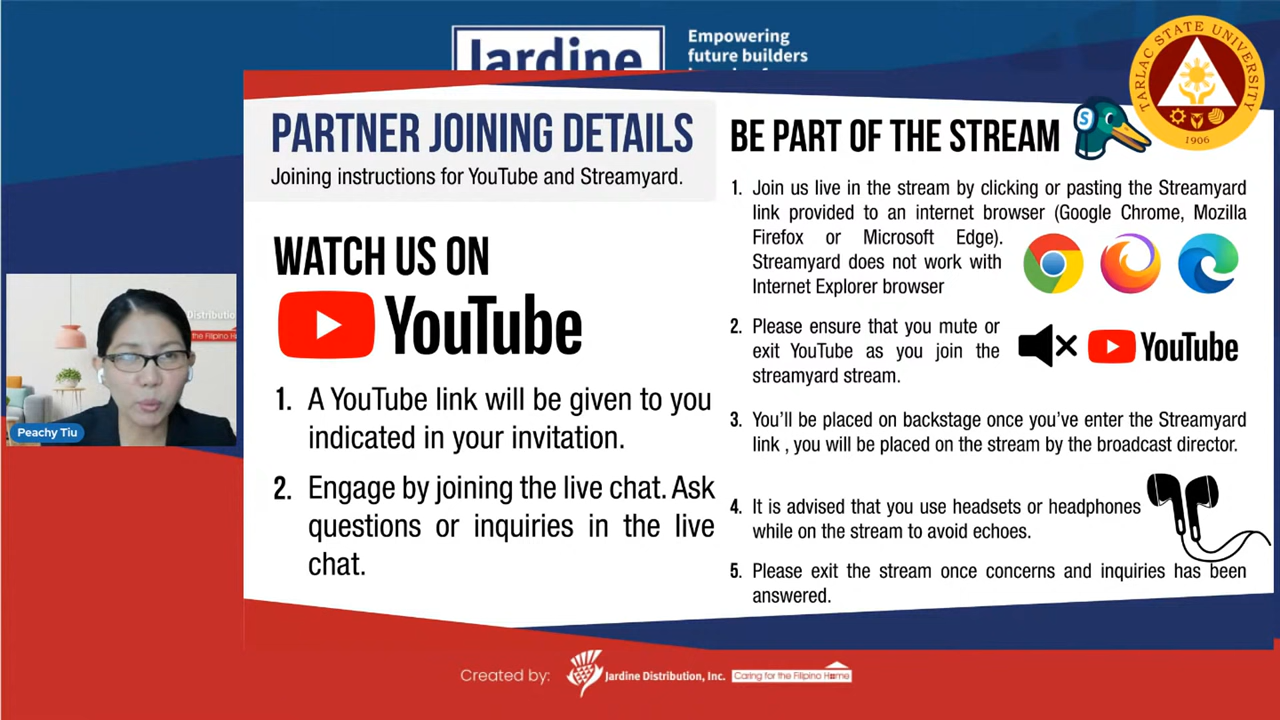 Jardine
Empowering
future builders
TARLAC STATE UNIVERSITY
1906
PARTNER JOINING DETAILS
Joining instructions for YouTube and Streamyard.
WATCH US ON
YouTube
1. A YouTube link will be given to you
indicated in your invitation.
2. Engage by joining the live chat. Ask
questions or inquiries in the live
chat.
BE PART OF THE STREAM
S
1. Join us live in the stream by clicking or pasting the Streamyard
link provided to an internet browser (Google Chrome, Mozilla
Firefox or Microsoft Edge).
Streamyard does not work with
Internet Explorer browser
2. Please ensure that you mute or
exit YouTube as you join the
streamyard stream.
YouTube
3. You'll be placed on backstage once you've enter the Streamyard
link , you will be placed on the stream by the broadcast director.
4. It is advised that you use headsets or headphones
while on the stream to avoid echoes.
5. Please exit the stream once concerns and inquiries has been
answered.
Distribution
the Filipino Ho
Peachy Tiu
Created by:
Jardine Distribution, Inc.
Caring for the Filipino Home